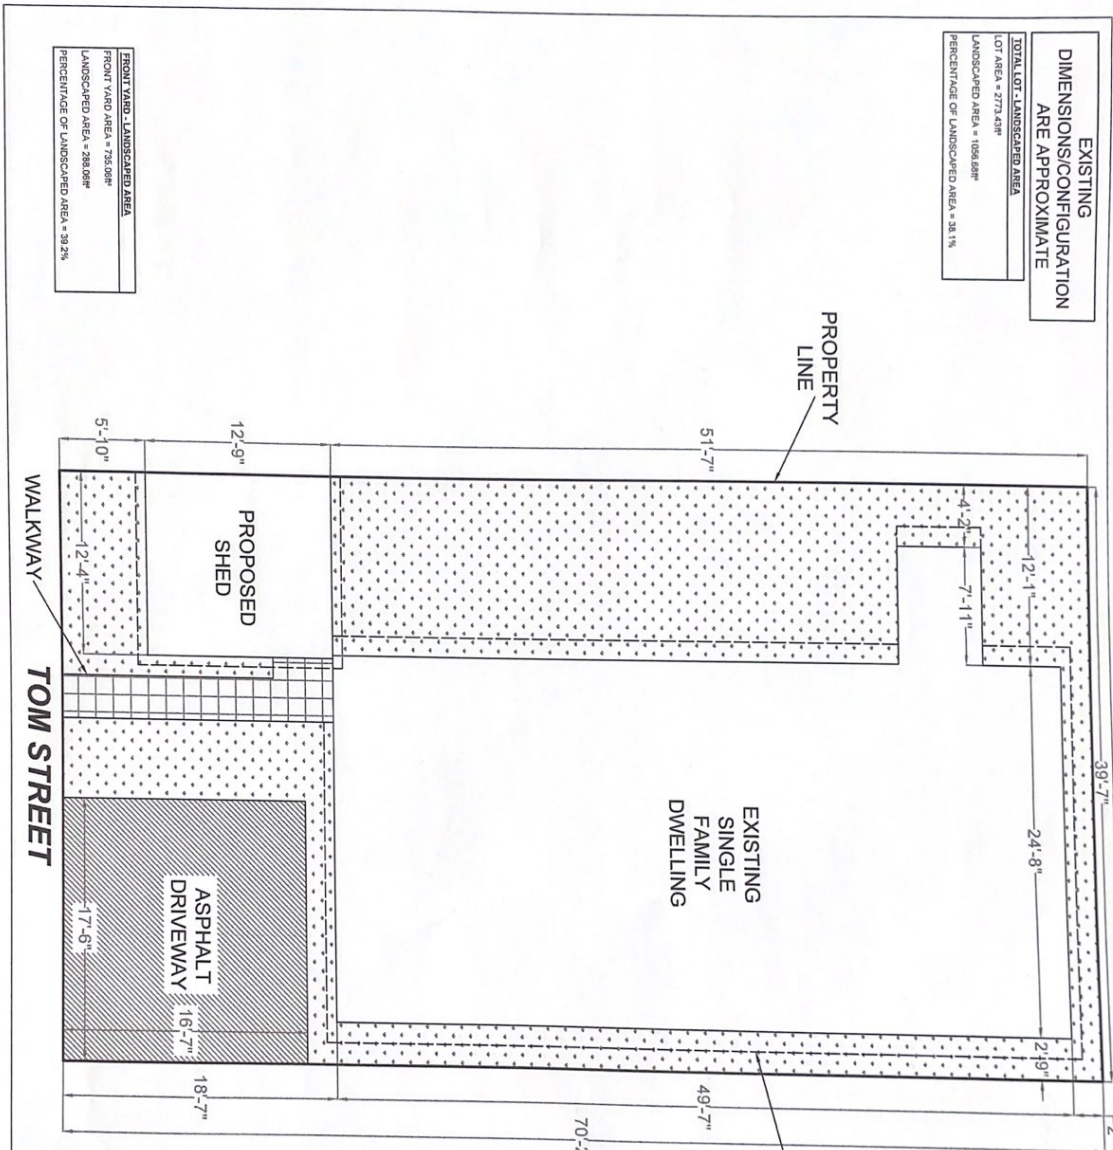 EXISTING
DIMENSIONS/CONFIGURATION
ARE APPROXIMATE
TOTAL LOT - LANDSCAPED AREA
LOT AREA = 2773.43ft²
LANDSCAPED AREA = 1056.68ft²
PERCENTAGE OF LANDSCAPED AREA = 38.1%
FRONT YARD - LANDSCAPED AREA
FRONT YARD AREA = 735.06ft²
LANDSCAPED AREA = 288.06ft²
PERCENTAGE OF LANDSCAPED AREA = 39.2%
PROPERTY
LINE
39'-7"
12'-1"
24'-8"
2'-9"
4'-2"
7'-11"
51'-7"
12'-9"
5'-10"
EXISTING
SINGLE
FAMILY
DWELLING
PROPOSED
SHED
12'-4"
WALKWAY
ASPHALT
DRIVEWAY
16'-7"
17'-6"
18'-7"
49'-7"
TOM STREET